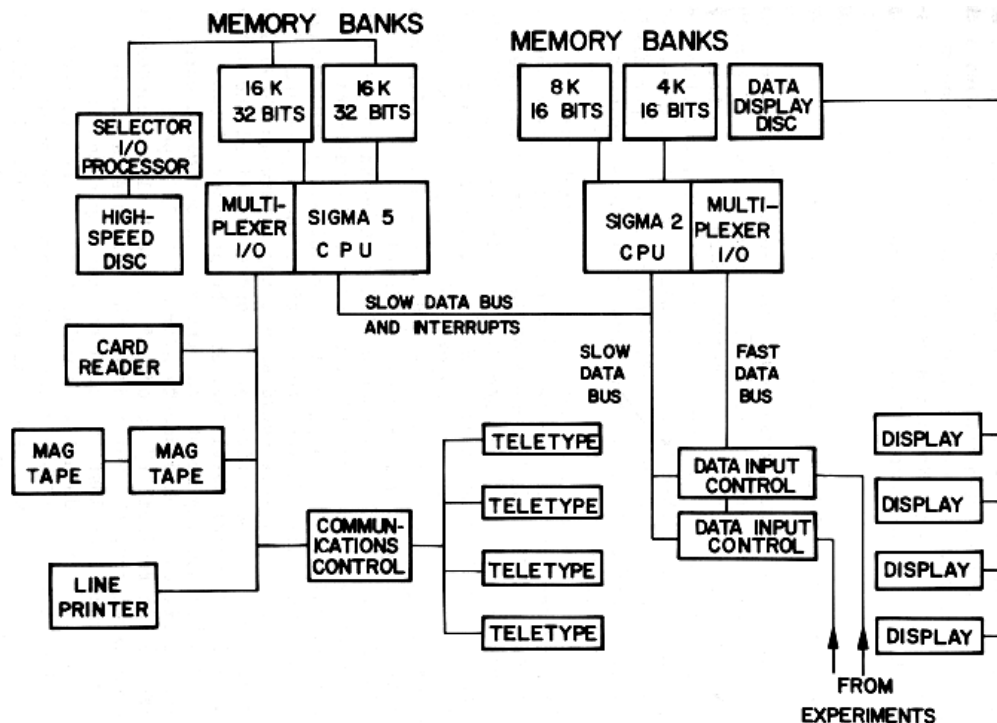 MEMORY BANKS
MEMORY BANKS
16 K
32 BITS
16 K
32 BITS
8 K
16 BITS
4 K
16 BITS
DATA
DISPLAY
DISC
SELECTOR
I/O
PROCESSOR
HIGH-
SPEED
DISC
MULTI-
PLEXER
I/O
SIGMA 5
CPU
SIGMA 2
CPU
MULTI-
PLEXER
I/O
SLOW DATA BUS
AND INTERRUPTS
SLOW
DATA
BUS
FAST
DATA
BUS
CARD
READER
MAG
TAPE
MAG
TAPE
LINE
PRINTER
COMMUN-
ICATIONS
CONTROL
TELETYPE
TELETYPE
TELETYPE
TELETYPE
DATA INPUT
CONTROL
DATA INPUT
CONTROL
DISPLAY
DISPLAY
DISPLAY
DISPLAY
FROM
EXPERIMENTS